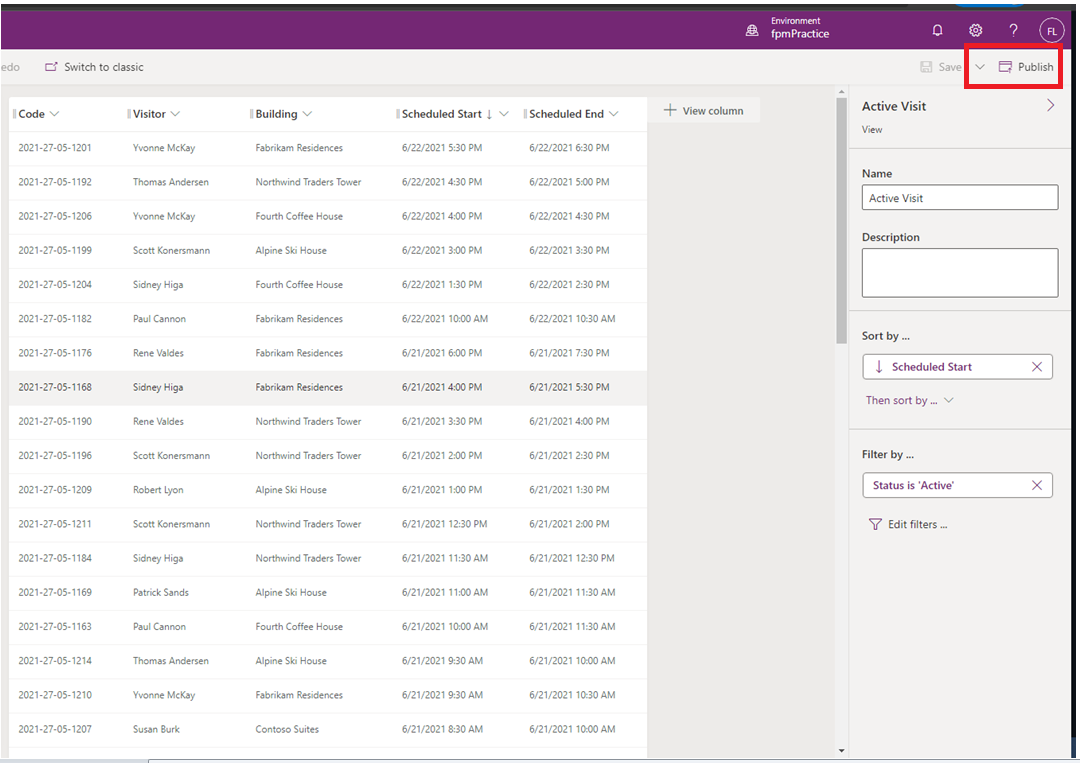 Environment
fpmPractice
?
FL
edo
Switch to classic
Save
Publish
Code Visitor Building Scheduled Start ↓ Scheduled End
View column
2021-27-05-1201 Yvonne McKay Fabrikam Residences 6/22/2021 5:30 PM 6/22/2021 6:30 PM
2021-27-05-1192 Thomas Andersen Northwind Traders Tower 6/22/2021 4:30 PM 6/22/2021 5:00 PM
2021-27-05-1206 Yvonne McKay Fourth Coffee House 6/22/2021 4:00 PM 6/22/2021 4:30 PM
2021-27-05-1199 Scott Konersmann Alpine Ski House 6/22/2021 3:00 PM 6/22/2021 3:30 PM
2021-27-05-1204 Sidney Higa Fourth Coffee House 6/22/2021 1:30 PM 6/22/2021 2:30 PM
2021-27-05-1182 Paul Cannon Fabrikam Residences 6/22/2021 10:00 AM 6/22/2021 10:30 AM
2021-27-05-1176 Rene Valdes Fabrikam Residences 6/21/2021 6:00 PM 6/21/2021 7:30 PM
2021-27-05-1168 Sidney Higa Fabrikam Residences 6/21/2021 4:00 PM 6/21/2021 5:30 PM
2021-27-05-1190 Rene Valdes Northwind Traders Tower 6/21/2021 3:30 PM 6/21/2021 4:00 PM
2021-27-05-1196 Scott Konersmann Northwind Traders Tower 6/21/2021 2:00 PM 6/21/2021 2:30 PM
2021-27-05-1209 Robert Lyon Alpine Ski House 6/21/2021 1:00 PM 6/21/2021 1:30 PM
2021-27-05-1211 Scott Konersmann Northwind Traders Tower 6/21/2021 12:30 PM 6/21/2021 2:00 PM
2021-27-05-1184 Sidney Higa Northwind Traders Tower 6/21/2021 11:30 AM 6/21/2021 12:30 PM
2021-27-05-1169 Patrick Sands Alpine Ski House 6/21/2021 11:00 AM 6/21/2021 11:30 AM
2021-27-05-1163 Paul Cannon Fourth Coffee House 6/21/2021 10:00 AM 6/21/2021 11:30 AM
2021-27-05-1214 Thomas Andersen Alpine Ski House 6/21/2021 9:30 AM 6/21/2021 10:00 AM
2021-27-05-1210 Yvonne McKay Fabrikam Residences 6/21/2021 9:30 AM 6/21/2021 10:30 AM
2021-27-05-1207 Susan Burk Contoso Suites 6/21/2021 8:30 AM 6/21/2021 10:00 AM
Active Visit
View
Name
Active Visit
Description
Sort by ...
↓ Scheduled Start
Then sort by ...
Filter by ...
Status is 'Active'
Edit filters ...